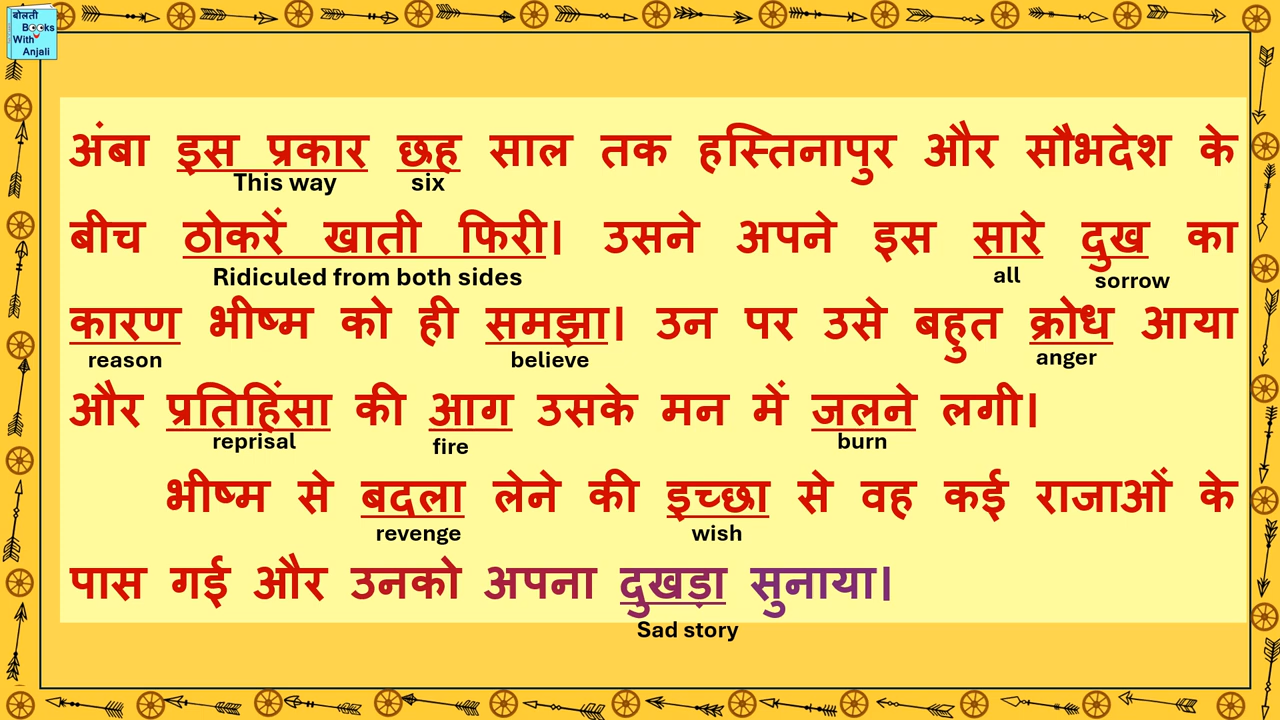 बोलती
Books
With
Anjali
अंबा इस प्रकार छह साल तक हस्तिनापुर और सौभदेश के
This way six
बीच ठोकरें खाती फिरी। उसने अपने इस सारे दुख का
Ridiculed from both sides all sorrow
कारण भीष्म को ही समझा। उन पर उसे बहुत क्रोध आया
reason believe anger
और प्रतिहिंसा की आग उसके मन में जलने लगी।
reprisal fire burn
भीष्म से बदला लेने की इच्छा से वह कई राजाओं के
revenge wish
पास गई और उनको अपना दुखड़ा सुनाया।
Sad story